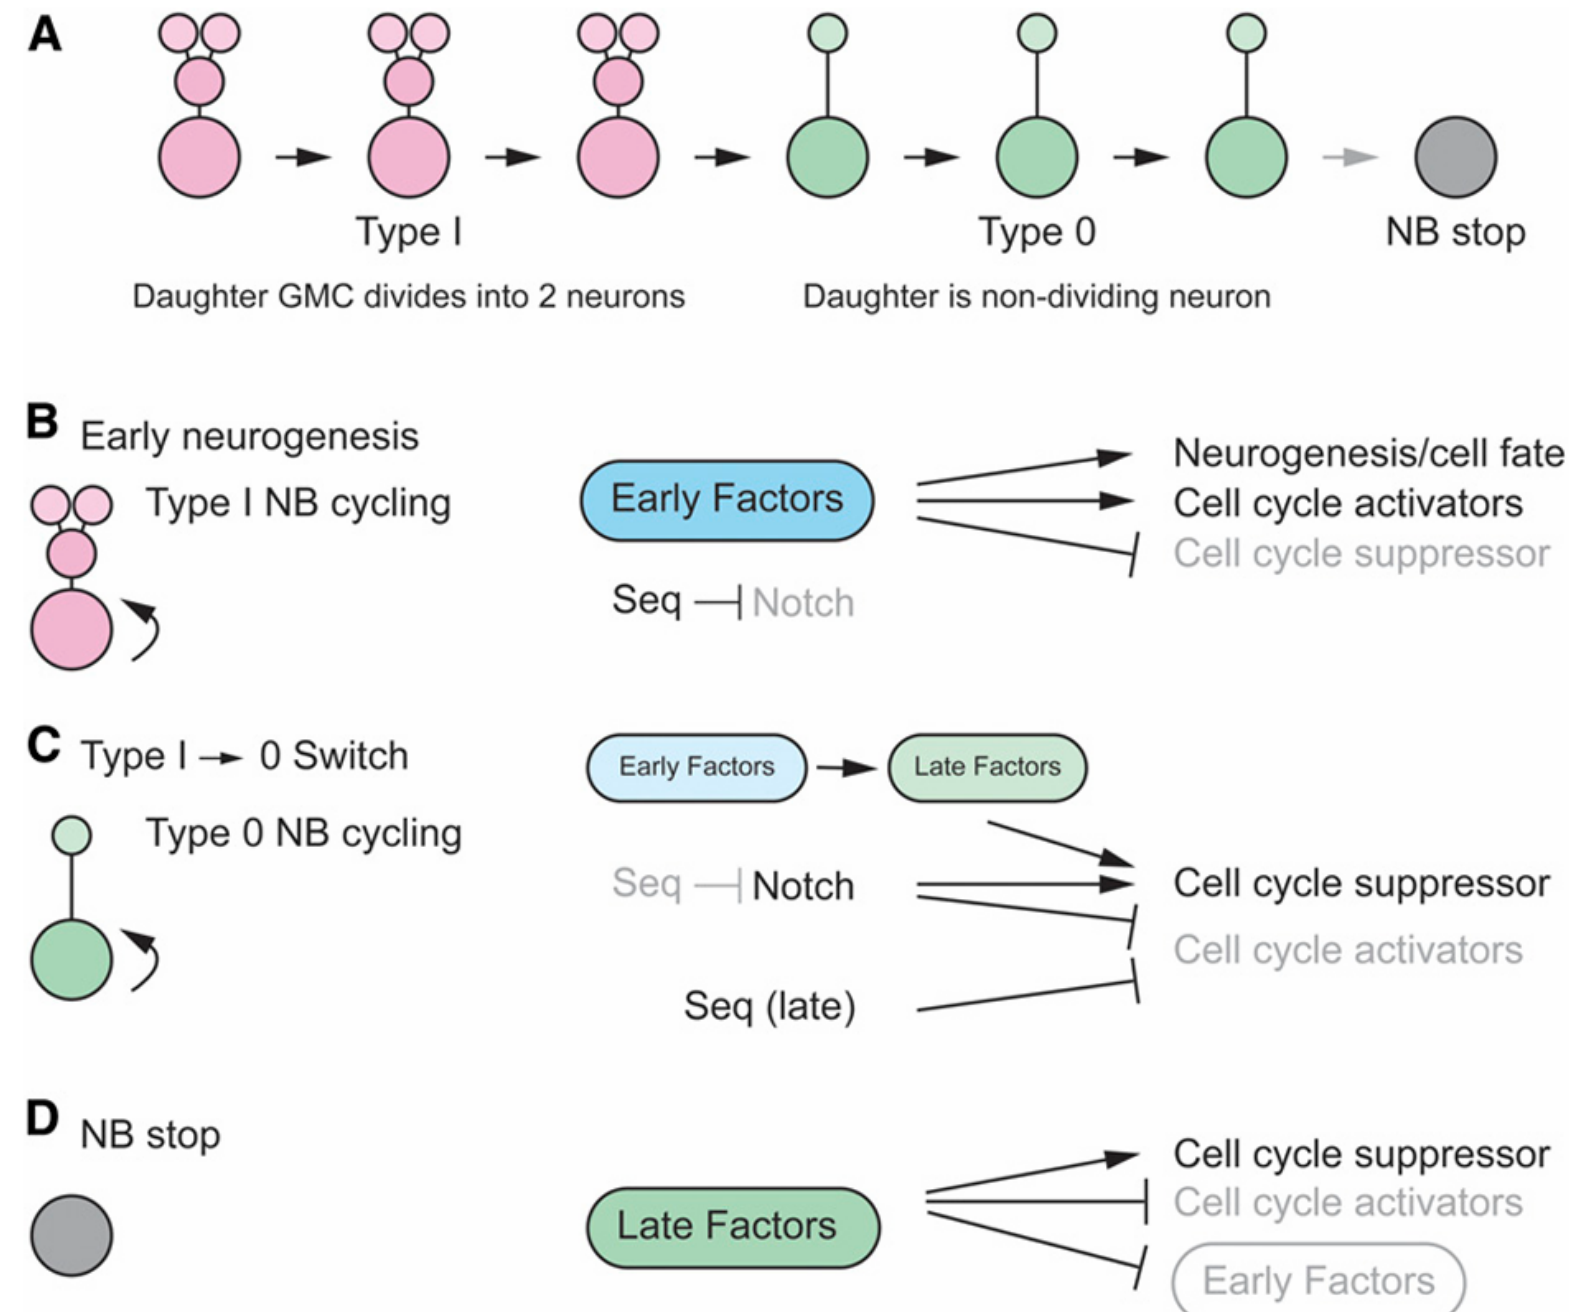 A
Type I
Type 0
NB stop
Daughter GMC divides into 2 neurons
Daughter is non-dividing neuron
B
Early neurogenesis
Type I NB cycling
Early Factors
Neurogenesis/cell fate
Cell cycle activators
Cell cycle suppressor
Seq
Notch
C
Type I
0 Switch
Type 0 NB cycling
Early Factors
Late Factors
Seq
Notch
Cell cycle suppressor
Cell cycle activators
Seq (late)
D
NB stop
Late Factors
Cell cycle suppressor
Cell cycle activators
Early Factors